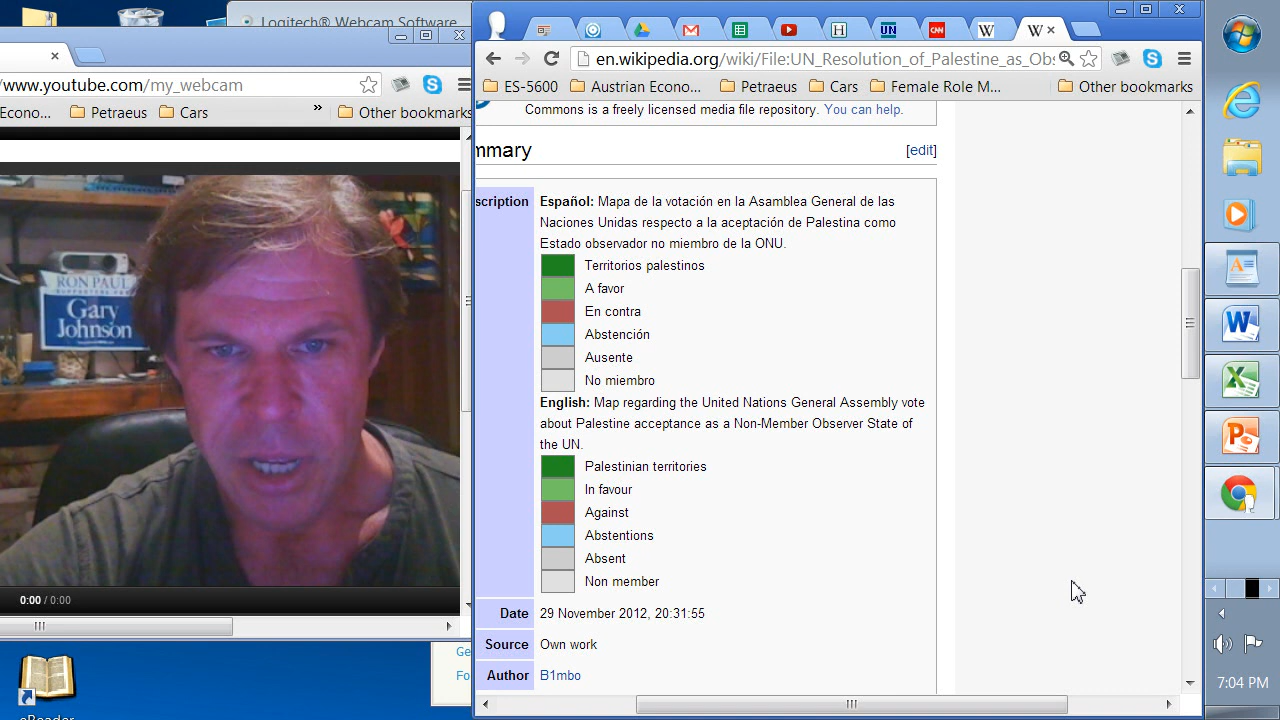 Logitech® Webcam Software
/www.youtube.com/my_webcam
Econo... Petraeus Cars » Other bookmarks
RON PAUL
Gary
Johnson
0:00 / 0:00
Ge
Fo
eReader
UN CNN W W
en.wikipedia.org/wiki/File:UN_Resolution_of_Palestine_as_Obs
ES-5600 Austrian Econo... Petraeus Cars Female Role M... Other bookmarks
Commons is a freely licensed media file repository. You can help.
mmary [edit]
scription
Español: Mapa de la votación en la Asamblea General de las
Naciones Unidas respecto a la aceptación de Palestina como
Estado observador no miembro de la ONU.
Territorios palestinos
A favor
En contra
Abstención
Ausente
No miembro
English: Map regarding the United Nations General Assembly vote
about Palestine acceptance as a Non-Member Observer State of
the UN.
Palestinian territories
In favour
Against
Abstentions
Absent
Non member
Date 29 November 2012, 20:31:55
Source Own work
Author B1mbo
7:04 PM